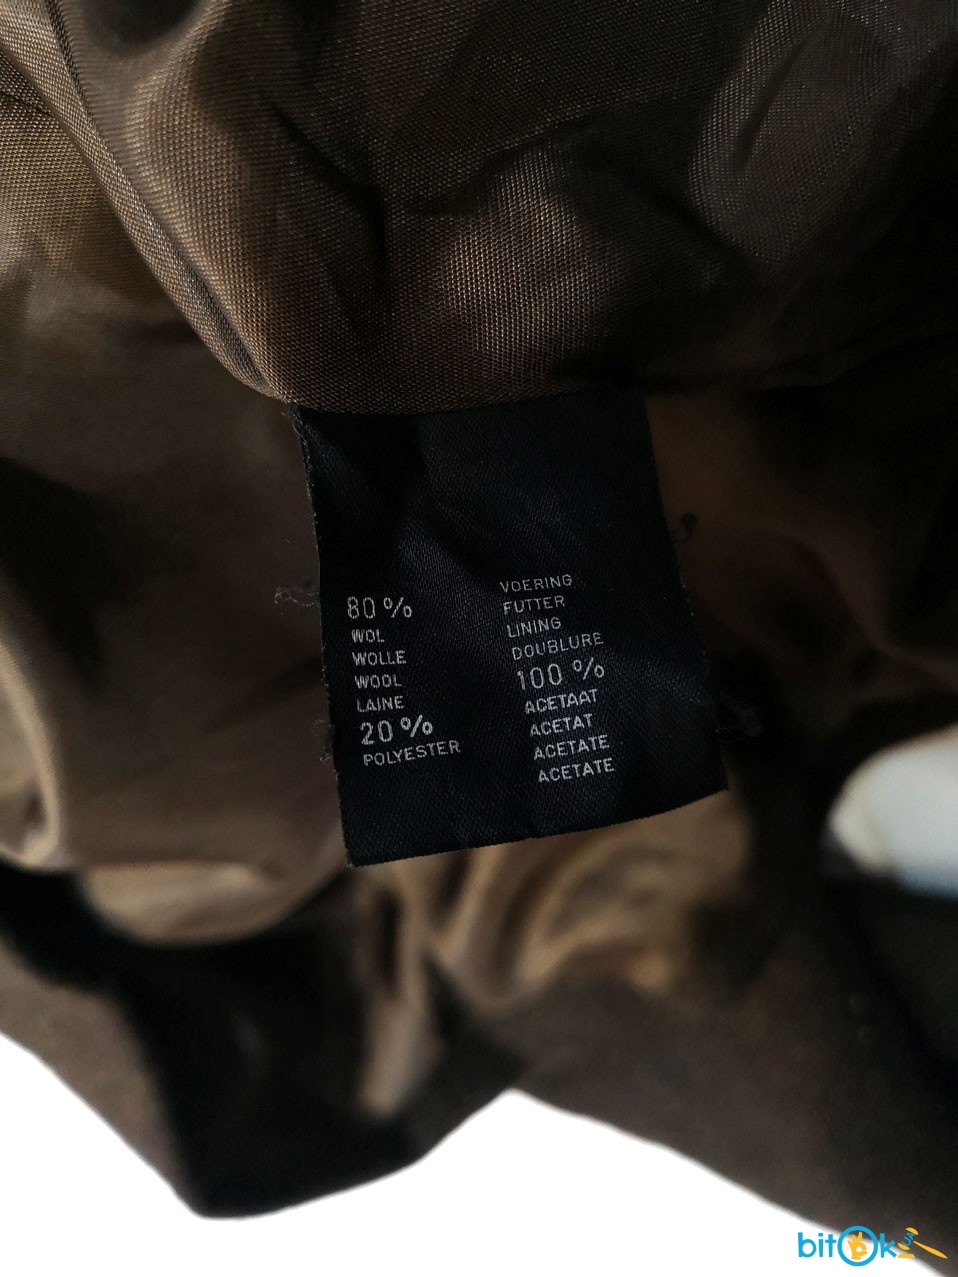 80 %
WOL
WOLLE
WOOL
LAINE
20 %
POLYESTER
VOERING
FUTTER
LINING
DOUBLURE
100 %
ACETAAT
ACETAT
ACETATE
ACETATE
bitOk